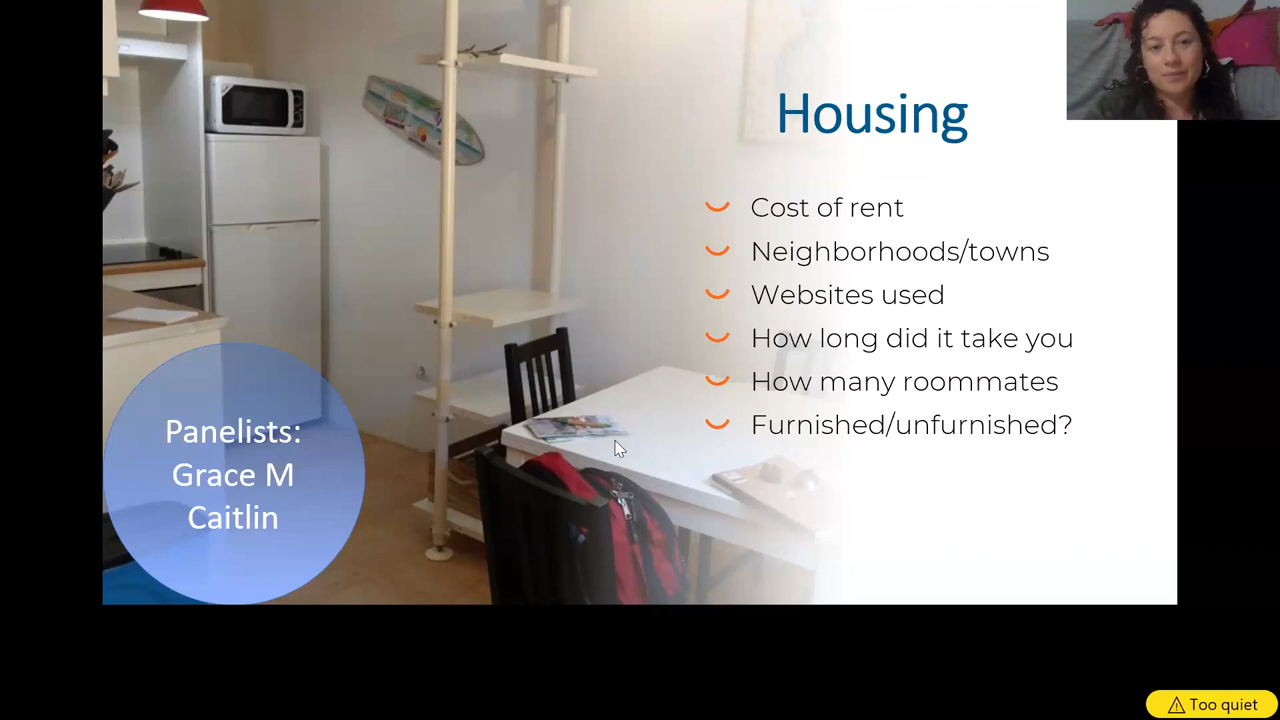 Housing
Cost of rent
Neighborhoods/towns
Websites used
How long did it take you
How many roommates
Furnished/unfurnished?
Panelists:
Grace M
Caitlin
Too quiet